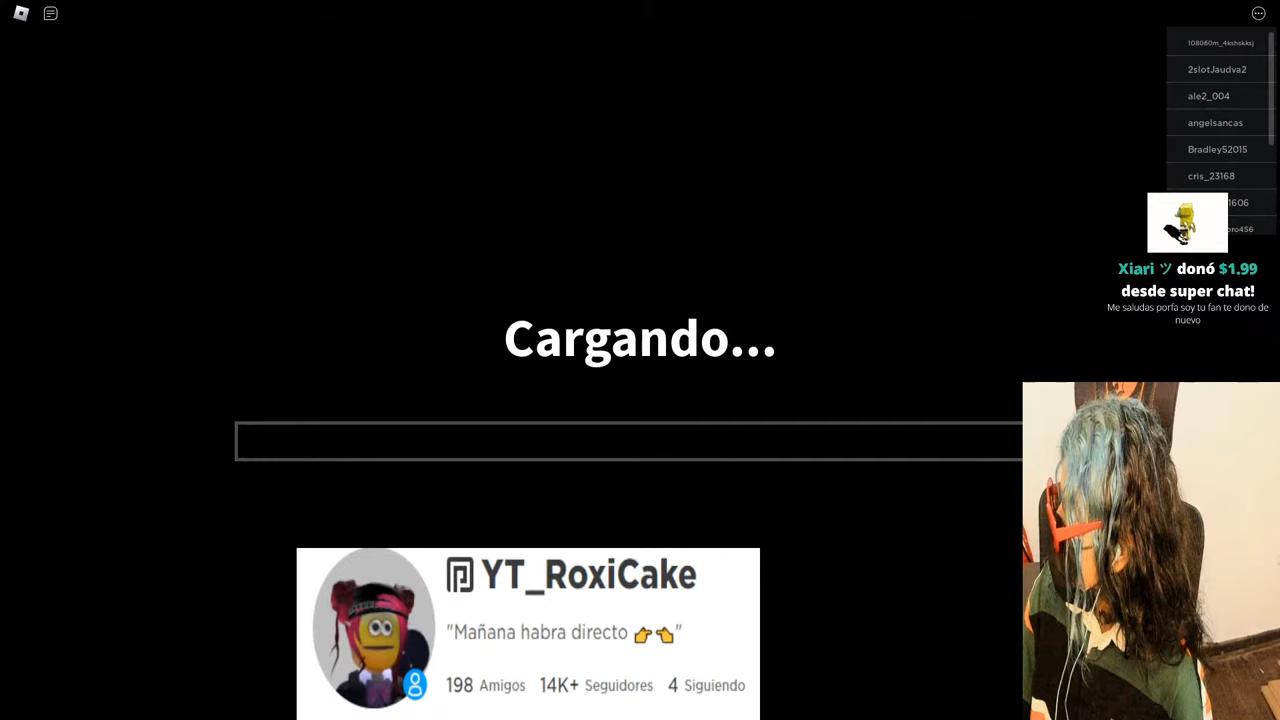 108060m_4kshskksj
2slotJaudva2
ale2_004
angelsancas
Bradley52015
cris_23168
1606
oro456
Xiari ツ donó $1.99
desde super chat!
Me saludas porfa soy tu fan te dono de
nuevo
Cargando...
YT_RoxiCake
"Mañana habra directo 👉👈"
198 Amigos 14K+ Seguidores 4 Siguiendo